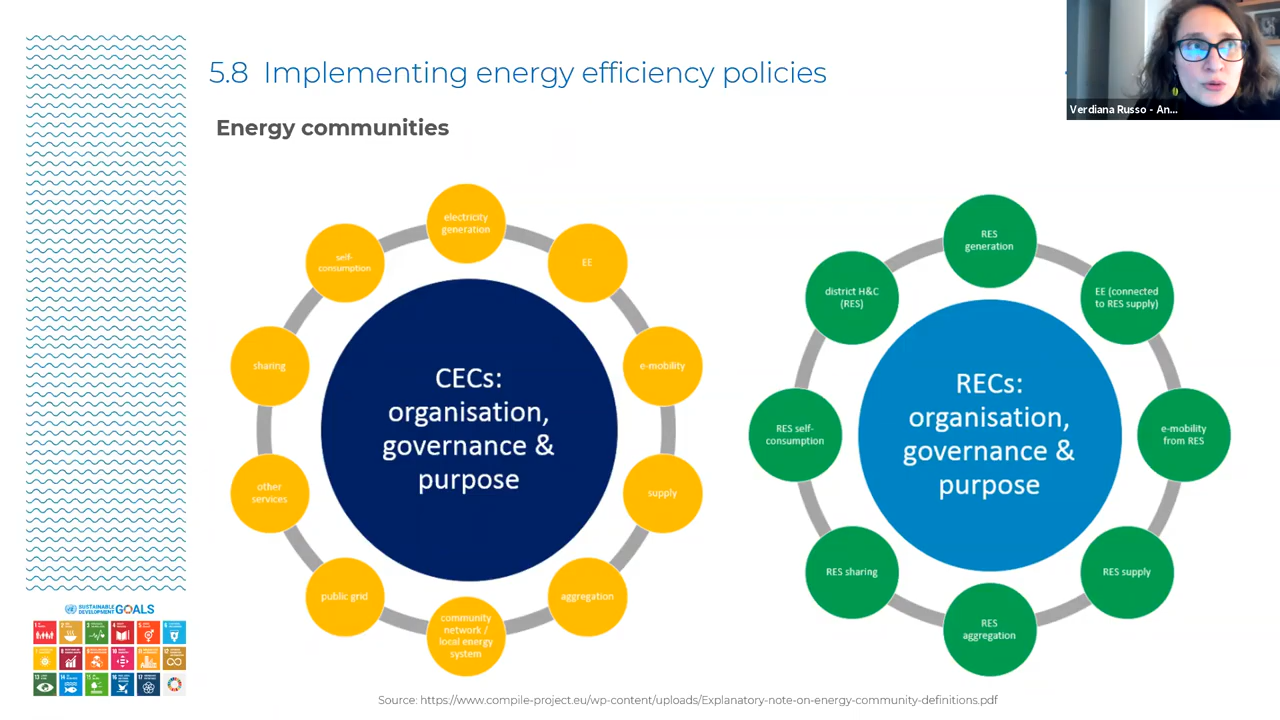 5.8 Implementing energy efficiency policies
Verdiana Russo - An...
Energy communities
electricity
generation
EE
e-mobility
supply
aggregation
community
network /
local energy
system
public grid
other
services
sharing
self-
consumption
CECs:
organisation,
governance &
purpose
RES
generation
EE (connected
to RES supply)
e-mobility
from RES
RES supply
RES
aggregation
RES sharing
RES self-
consumption
district H&C
(RES)
RECs:
organisation,
governance &
purpose
SUSTAINABLE
DEVELOPMENT
GOALS
Source: https://www.compile-project.eu/wp-content/uploads/Explanatory-note-on-energy-community-definitions.pdf